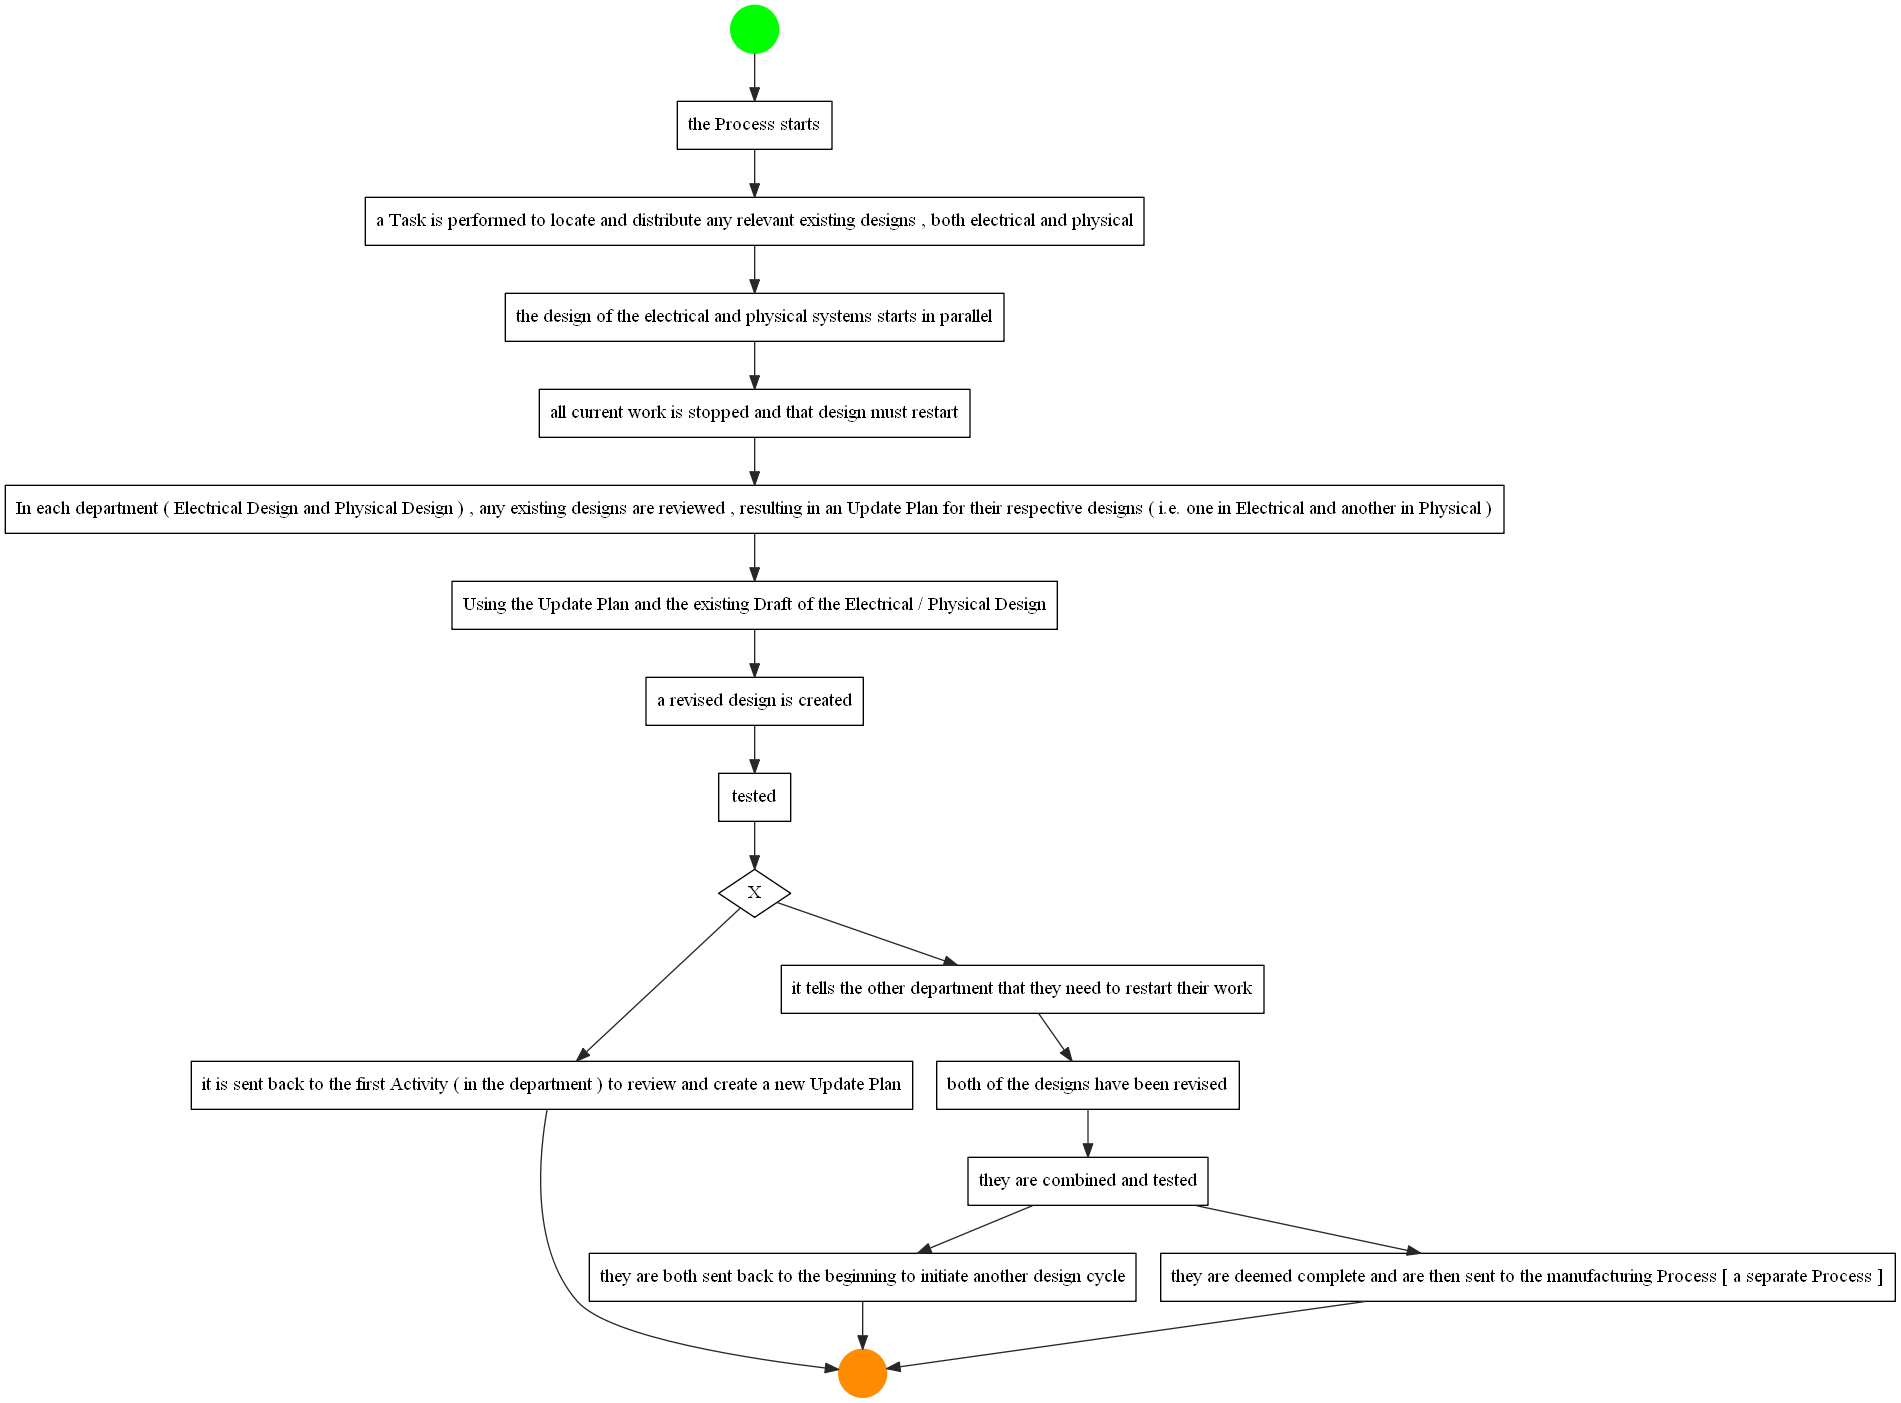 the Process starts
a Task is performed to locate and distribute any relevant existing designs , both electrical and physical
the design of the electrical and physical systems starts in parallel
all current work is stopped and that design must restart
In each department ( Electrical Design and Physical Design ) , any existing designs are reviewed , resulting in an Update Plan for their respective designs ( i.e. one in Electrical and another in Physical )
Using the Update Plan and the existing Draft of the Electrical / Physical Design
a revised design is created
tested
X
it tells the other department that they need to restart their work
it is sent back to the first Activity ( in the department ) to review and create a new Update Plan
both of the designs have been revised
they are combined and tested
they are both sent back to the beginning to initiate another design cycle
they are deemed complete and are then sent to the manufacturing Process [ a separate Process ]